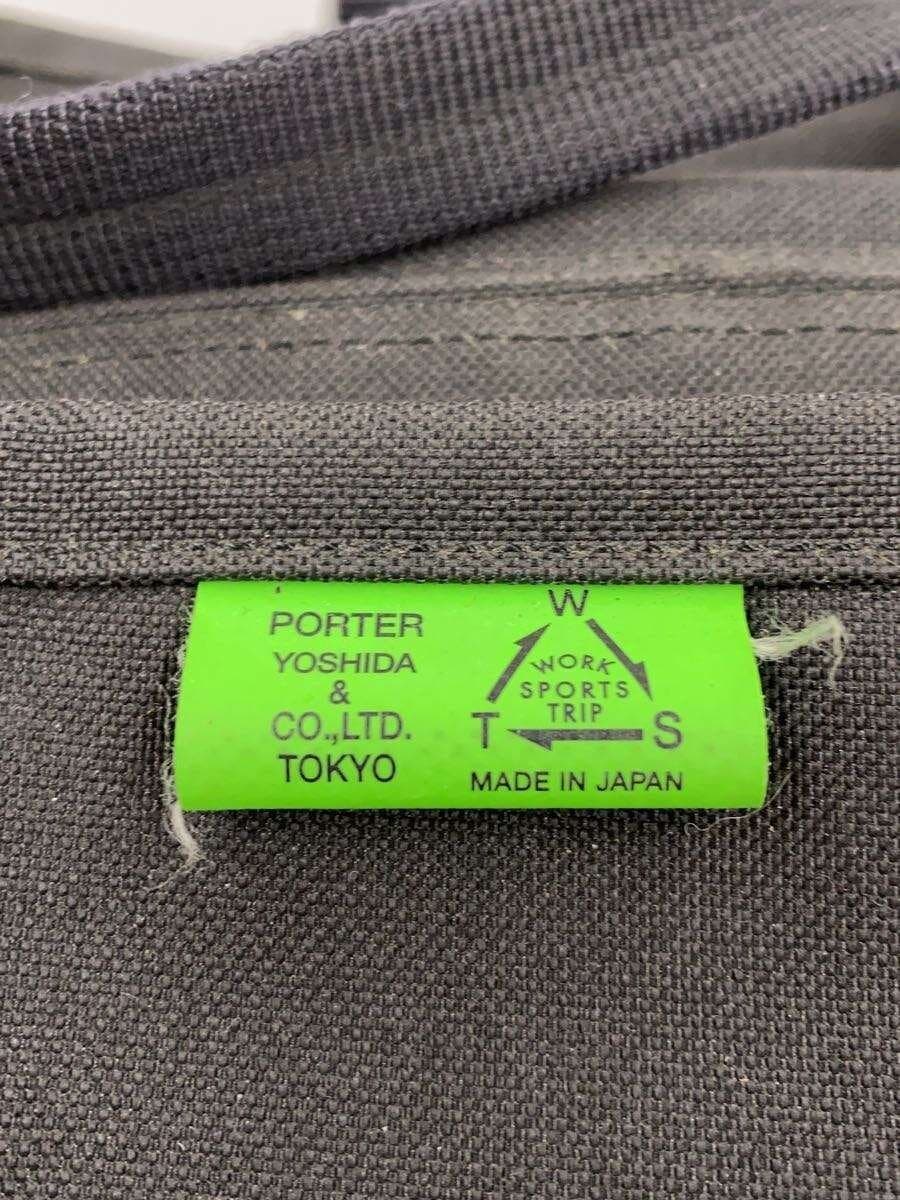 PORTER
YOSHIDA
&
CO.,LTD.
TOKYO
W
WORK
SPORTS
TRIP
T
S
MADE IN JAPAN